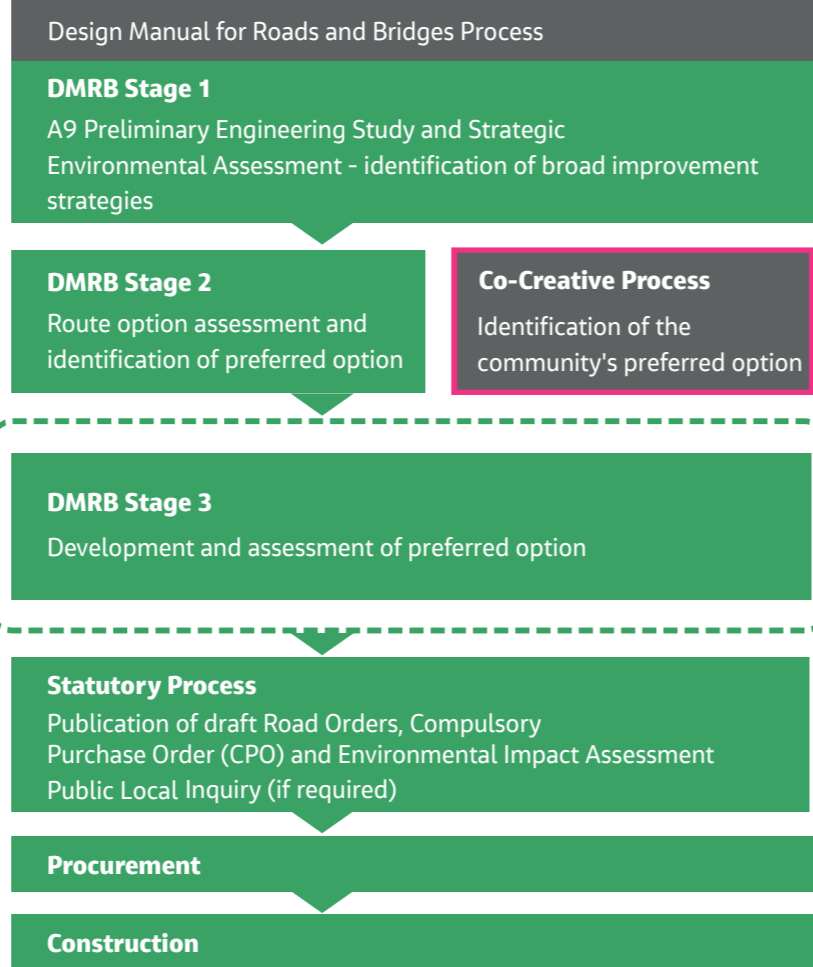 Design Manual for Roads and Bridges Process
DMRB Stage 1
A9 Preliminary Engineering Study and Strategic
Environmental Assessment - identification of broad improvement
strategies
DMRB Stage 2
Route option assessment and
identification of preferred option
Co-Creative Process
Identification of the
community's preferred option
DMRB Stage 3
Development and assessment of preferred option
Statutory Process
Publication of draft Road Orders, Compulsory
Purchase Order (CPO) and Environmental Impact Assessment
Public Local Inquiry (if required)
Procurement
Construction